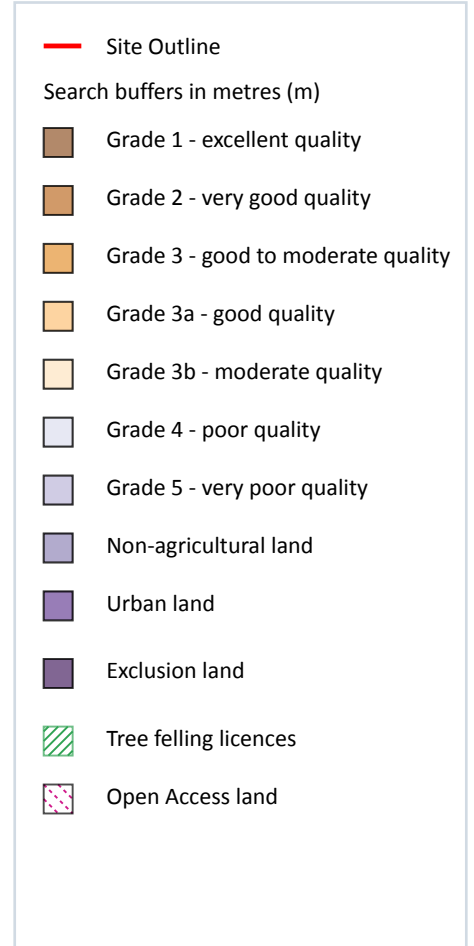 Site Outline
Search buffers in metres (m)
Grade 1 - excellent quality
Grade 2 - very good quality
Grade 3 - good to moderate quality
Grade 3a - good quality
Grade 3b - moderate quality
Grade 4 - poor quality
Grade 5 - very poor quality
Non-agricultural land
Urban land
Exclusion land
Tree felling licences
Open Access land